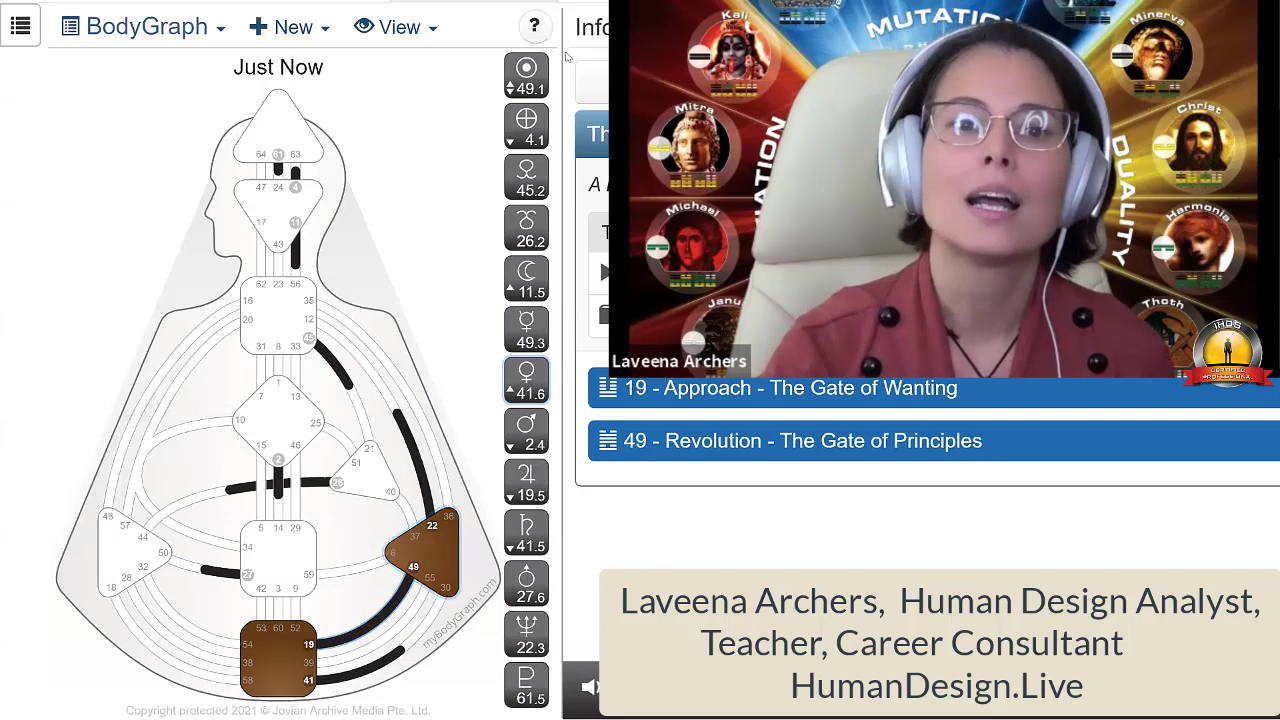 BodyGraph
New
View
?
Info
Just Now
49.1
4.1
45.2
26.2
11.5
49.3
41.6
2.4
19.5
41.5
27.6
22.3
61.5
64 61 63
47 24 4
17 11
43
62 23 56
16 35
20 12
45
31 8 33
1
7 13
10 25
15 46
2
21
51
26
40
48
57
44
50
32
28
18
5 14 29
34
27 59
42 3 9
36
22
37
6
49
55
30
53 60 52
54 19
38 39
58 41
myBodyGraph.com
Copyright protected 2021 © Jovian Archive Media Pte. Ltd.
Th
T
MUTATION
DUALITY
Kali
Mitra
Michael
Janu
Minerva
Christ
Harmonia
Thoth
IHDS
CERTIFIED
PROFESSIONAL
Laveena Archers
19 - Approach - The Gate of Wanting
49 - Revolution - The Gate of Principles
Laveena Archers, Human Design Analyst,
Teacher, Career Consultant
HumanDesign.Live